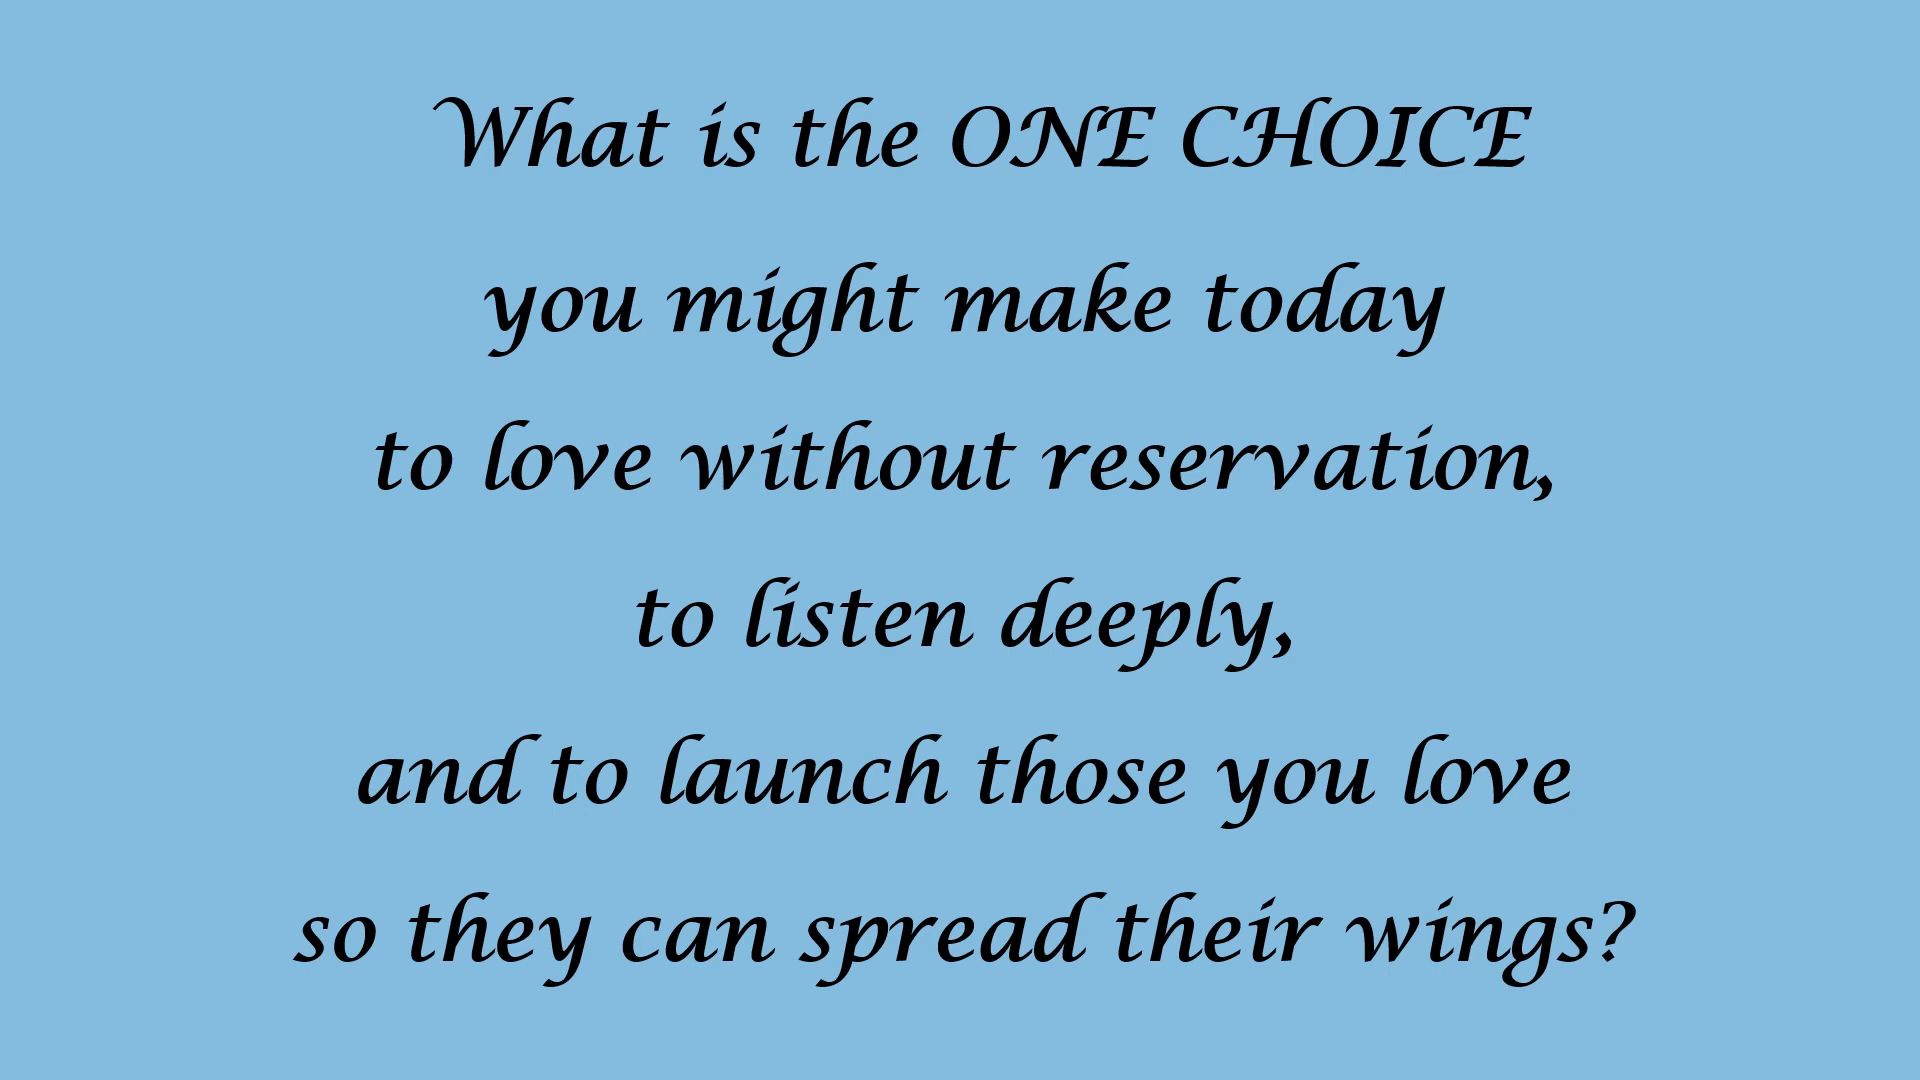 What is the ONE CHOICE
you might make today
to love without reservation,
to listen deeply,
and to launch those you love
so they can spread their wings?